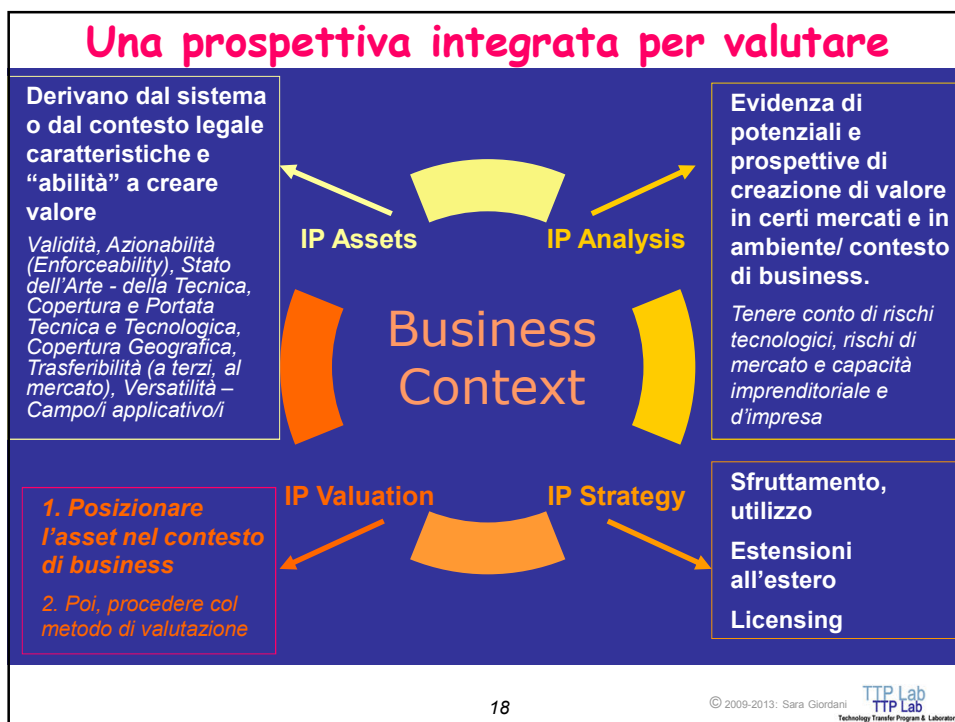 Una prospettiva integrata per valutare
Derivano dal sistema
o dal contesto legale
caratteristiche e
“abilità” a creare
valore
Validità, Azionabilità
(Enforceability), Stato
dell’Arte - della Tecnica,
Copertura e Portata
Tecnica e Tecnologica,
Copertura Geografica,
Trasferibilità (a terzi, al
mercato), Versatilità –
Campo/i applicativo/i
IP Assets
IP Analysis
Evidenza di
potenziali e
prospettive di
creazione di valore
in certi mercati e in
ambiente/ contesto
di business.
Tenere conto di rischi
tecnologici, rischi di
mercato e capacità
imprenditoriale e
d’impresa
Business
Context
IP Valuation
IP Strategy
1. Posizionare
l’asset nel contesto
di business
2. Poi, procedere col
metodo di valutazione
Sfruttamento,
utilizzo
Estensioni
all’estero
Licensing
18
© 2009-2013: Sara Giordani
TTP Lab
TTP Lab
Technology Transfer Program & Laborator